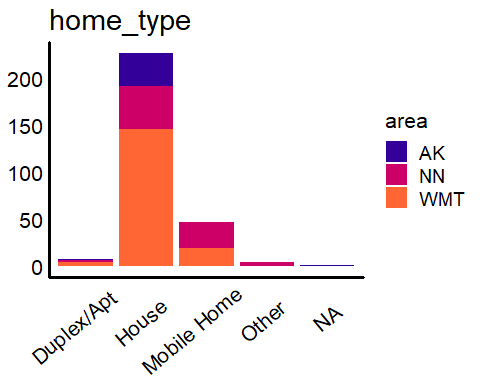 home_type
200
150
100
50
0
Duplex/Apt
House
Mobile Home
Other
NA
area
AK
NN
WMT